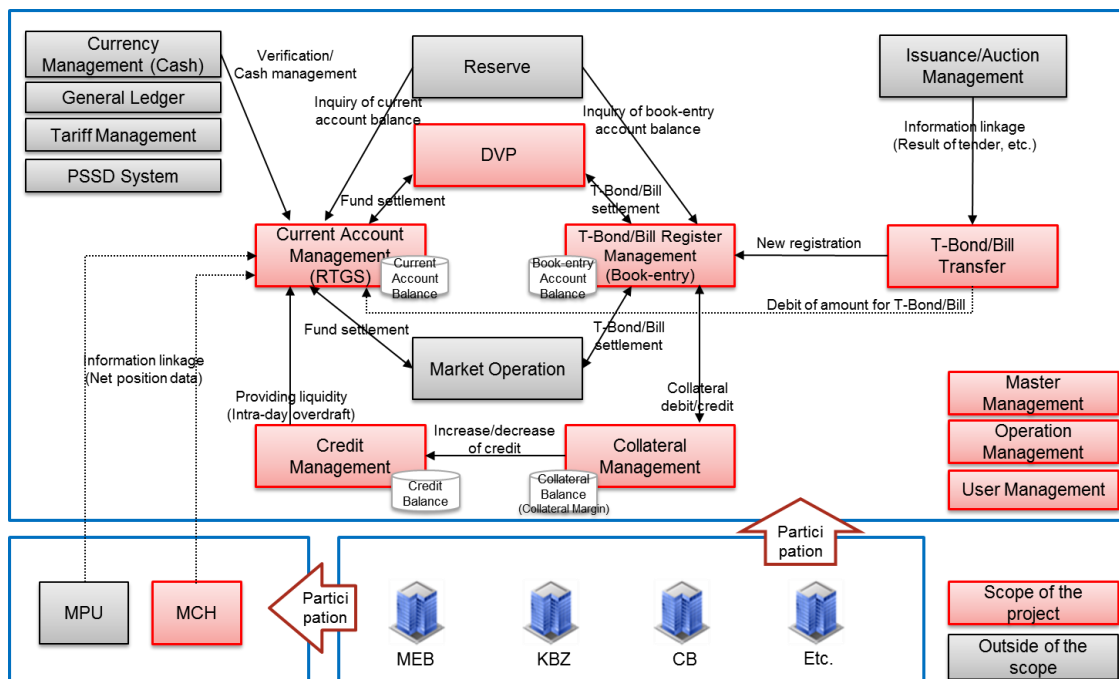 Currency
Management (Cash)
General Ledger
Tariff Management
PSSD System
Verification/
Cash management
Reserve
Issuance/Auction
Management
Inquiry of current
account balance
Inquiry of book-entry
account balance
Information linkage
(Result of tender, etc.)
DVP
Fund settlement
T-Bond/Bill
settlement
Current Account
Management
(RTGS)
Current
Account
Balance
T-Bond/Bill Register
Management
(Book-entry)
Book-entry
Account
Balance
New registration
T-Bond/Bill
Transfer
Debit of amount for T-Bond/Bill
Fund settlement
T-Bond/Bill
settlement
Information linkage
(Net position data)
Market Operation
Providing liquidity
(Intra-day overdraft)
Collateral
debit/credit
Master
Management
Credit
Management
Increase/decrease
of credit
Collateral
Management
Operation
Management
Credit
Balance
Collateral
Balance
(Collateral Margin)
User Management
Partici
pation
MPU
MCH
Partici
pation
MEB
KBZ
CB
Etc.
Scope of the
project
Outside of the
scope